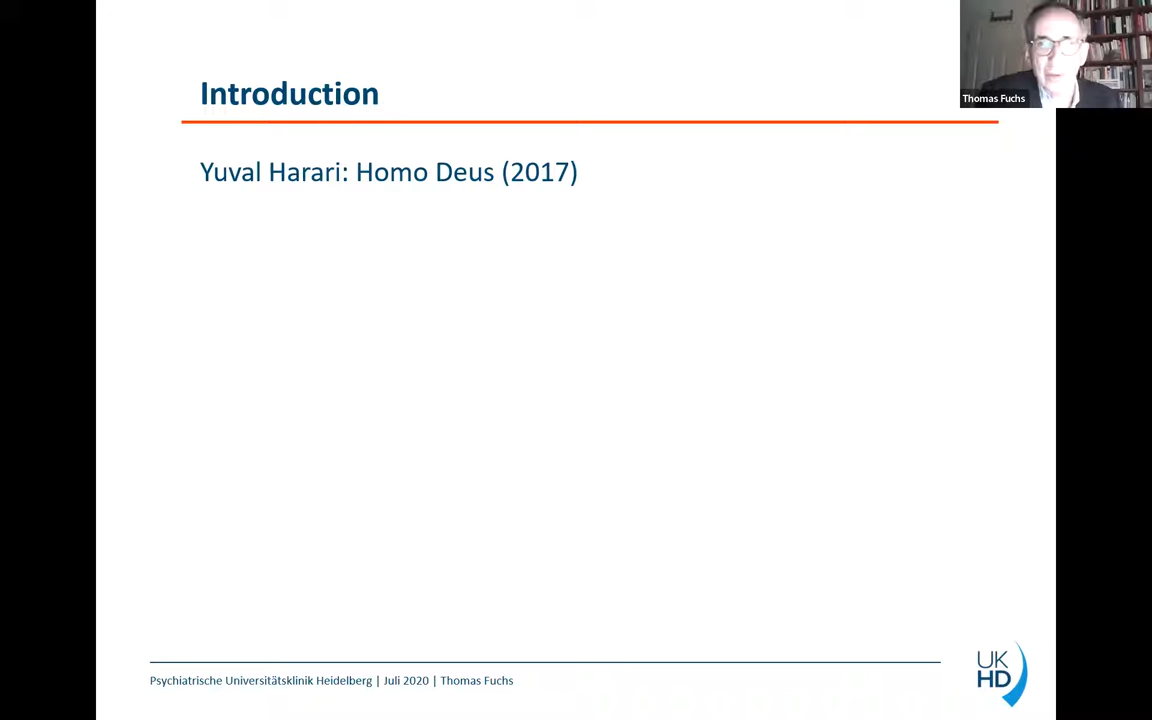 Introduction
Thomas Fuchs
Yuval Harari: Homo Deus (2017)
Psychiatrische Universitätsklinik Heidelberg | Juli 2020 | Thomas Fuchs
UK
HD